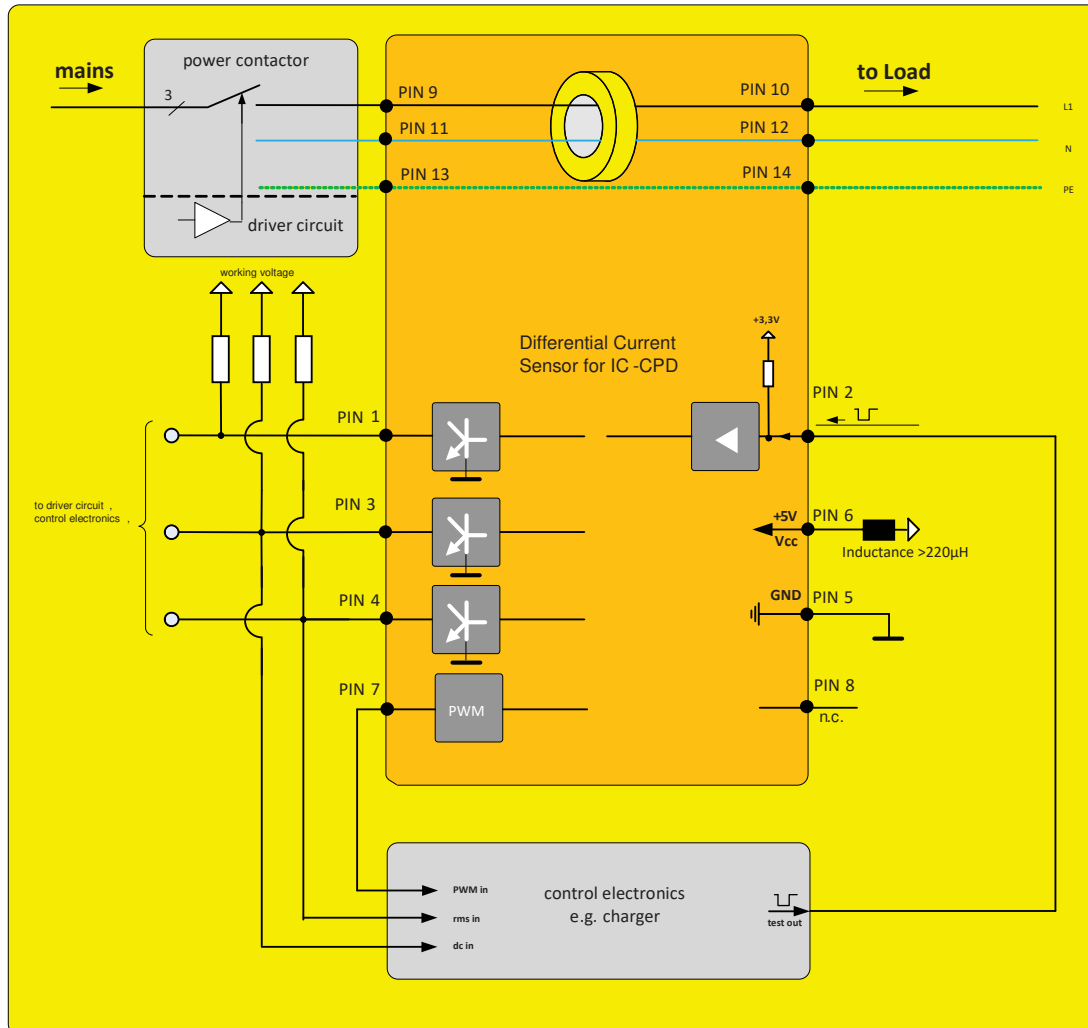 power contactor
mains
3
driver circuit
PIN 9
PIN 10
to Load
PIN 11
PIN 12
PIN 13
PIN 14
L1
N
PE
working voltage
+3,3V
Differential Current
Sensor for IC -CPD
PIN 1
PIN 2
to driver circuit ,
control electronics ,
PIN 3
+5V
Vcc
PIN 6
Inductance >220µH
PIN 4
GND
PIN 5
PIN 7
PWM
PIN 8
n.c.
PWM in
rms in
dc in
control electronics
e.g. charger
test out